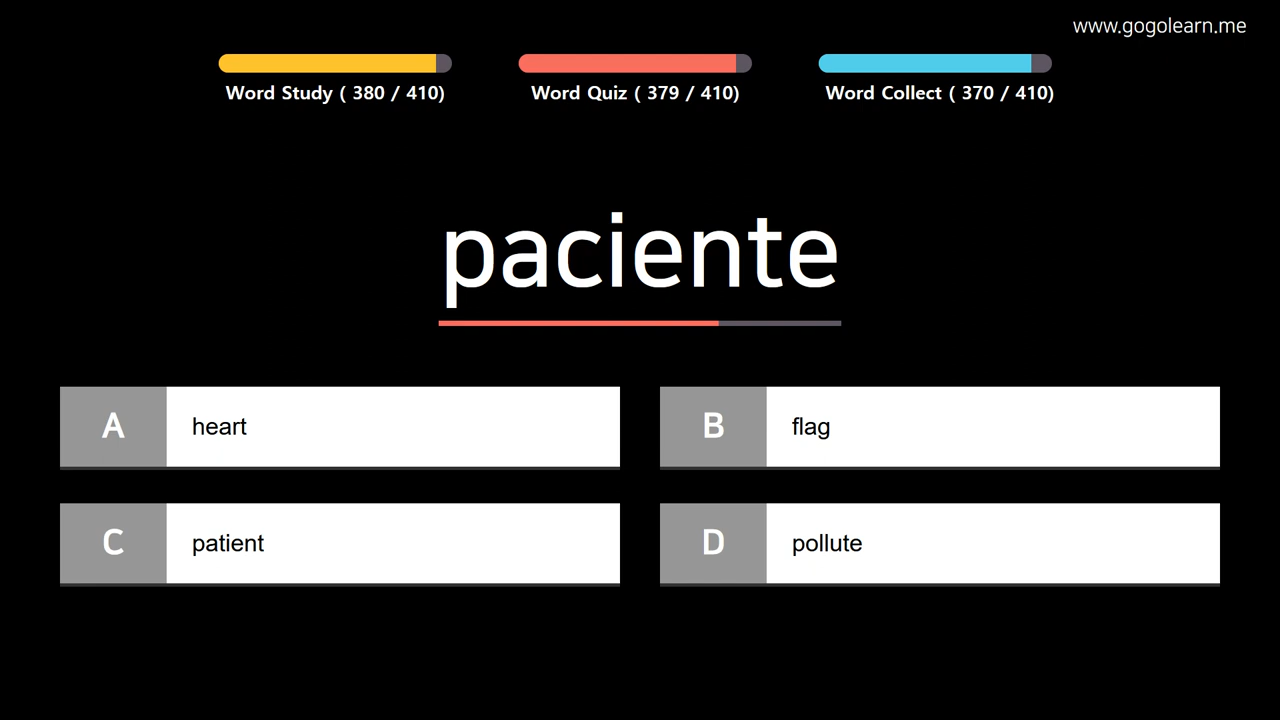 www.gogolearn.me
Word Study ( 380 / 410)
Word Quiz ( 379 / 410)
Word Collect ( 370 / 410)
paciente
A heart
B flag
C patient
D pollute